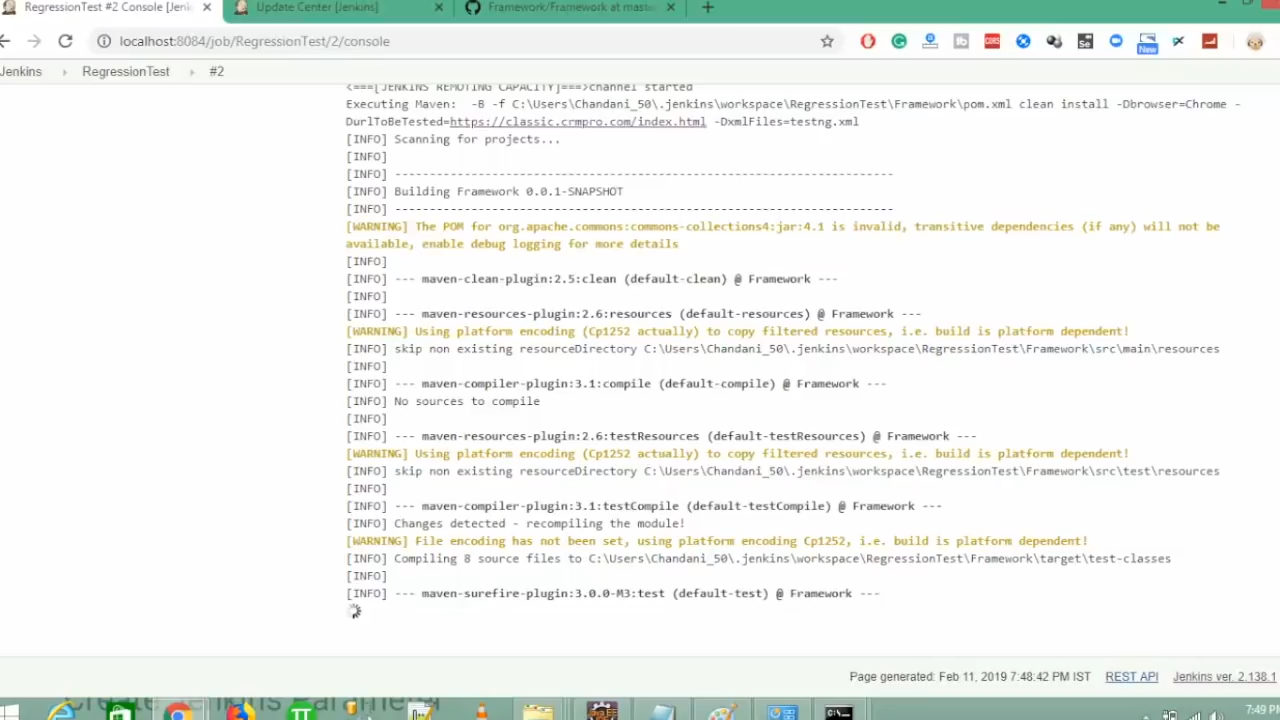 RegressionTest #2 Console [Jenk
Update Center [Jenkins]
Framework/Framework at maste
localhost:8084/job/RegressionTest/2/console
New
Jenkins
RegressionTest
#2
<===[JENKINS REMOTING CAPACITY]===>channel started
Executing Maven: -B -f C:\Users\Chandani_50\.jenkins\workspace\RegressionTest\Framework\pom.xml clean install -Dbrowser=Chrome -
DurlToBeTested=https://classic.crmpro.com/index.html -DxmlFiles=testng.xml
[INFO] Scanning for projects...
[INFO]
[INFO] ------------------------------------------------------------------------
[INFO] Building Framework 0.0.1-SNAPSHOT
[INFO] ------------------------------------------------------------------------
[WARNING] The POM for org.apache.commons:commons-collections4:jar:4.1 is invalid, transitive dependencies (if any) will not be
available, enable debug logging for more details
[INFO]
[INFO] --- maven-clean-plugin:2.5:clean (default-clean) @ Framework ---
[INFO]
[INFO] --- maven-resources-plugin:2.6:resources (default-resources) @ Framework ---
[WARNING] Using platform encoding (Cp1252 actually) to copy filtered resources, i.e. build is platform dependent!
[INFO] skip non existing resourceDirectory C:\Users\Chandani_50\.jenkins\workspace\RegressionTest\Framework\src\main\resources
[INFO]
[INFO] --- maven-compiler-plugin:3.1:compile (default-compile) @ Framework ---
[INFO] No sources to compile
[INFO]
[INFO] --- maven-resources-plugin:2.6:testResources (default-testResources) @ Framework ---
[WARNING] Using platform encoding (Cp1252 actually) to copy filtered resources, i.e. build is platform dependent!
[INFO] skip non existing resourceDirectory C:\Users\Chandani_50\.jenkins\workspace\RegressionTest\Framework\src\test\resources
[INFO]
[INFO] --- maven-compiler-plugin:3.1:testCompile (default-testCompile) @ Framework ---
[INFO] Changes detected - recompiling the module!
[WARNING] File encoding has not been set, using platform encoding Cp1252, i.e. build is platform dependent!
[INFO] Compiling 8 source files to C:\Users\Chandani_50\.jenkins\workspace\RegressionTest\Framework\target\test-classes
[INFO]
[INFO] --- maven-surefire-plugin:3.0.0-M3:test (default-test) @ Framework ---
Page generated: Feb 11, 2019 7:48:42 PM IST
REST API
Jenkins ver. 2.138.1
Create Jenkins Parameter
7:49 PM